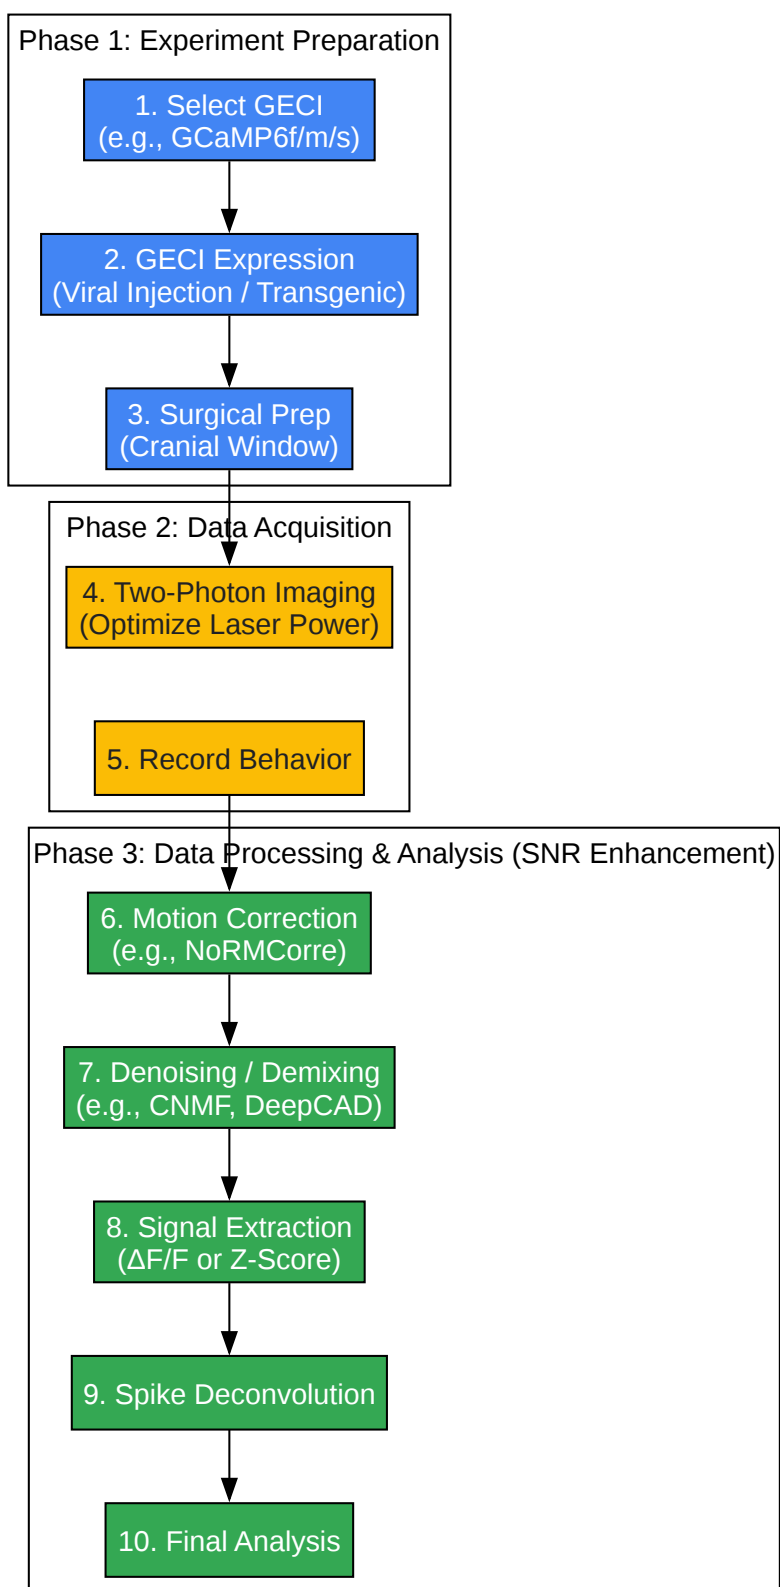 Phase 1: Experiment Preparation
1. Select GECI
(e.g., GCaMP6f/m/s)
2. GECI Expression
(Viral Injection / Transgenic)
3. Surgical Prep
(Cranial Window)
Phase 2: Data Acquisition
4. Two-Photon Imaging
(Optimize Laser Power)
5. Record Behavior
Phase 3: Data Processing & Analysis (SNR Enhancement)
6. Motion Correction
(e.g., NoRMCorre)
7. Denoising / Demixing
(e.g., CNMF, DeepCAD)
8. Signal Extraction
(ΔF/F or Z-Score)
9. Spike Deconvolution
10. Final Analysis